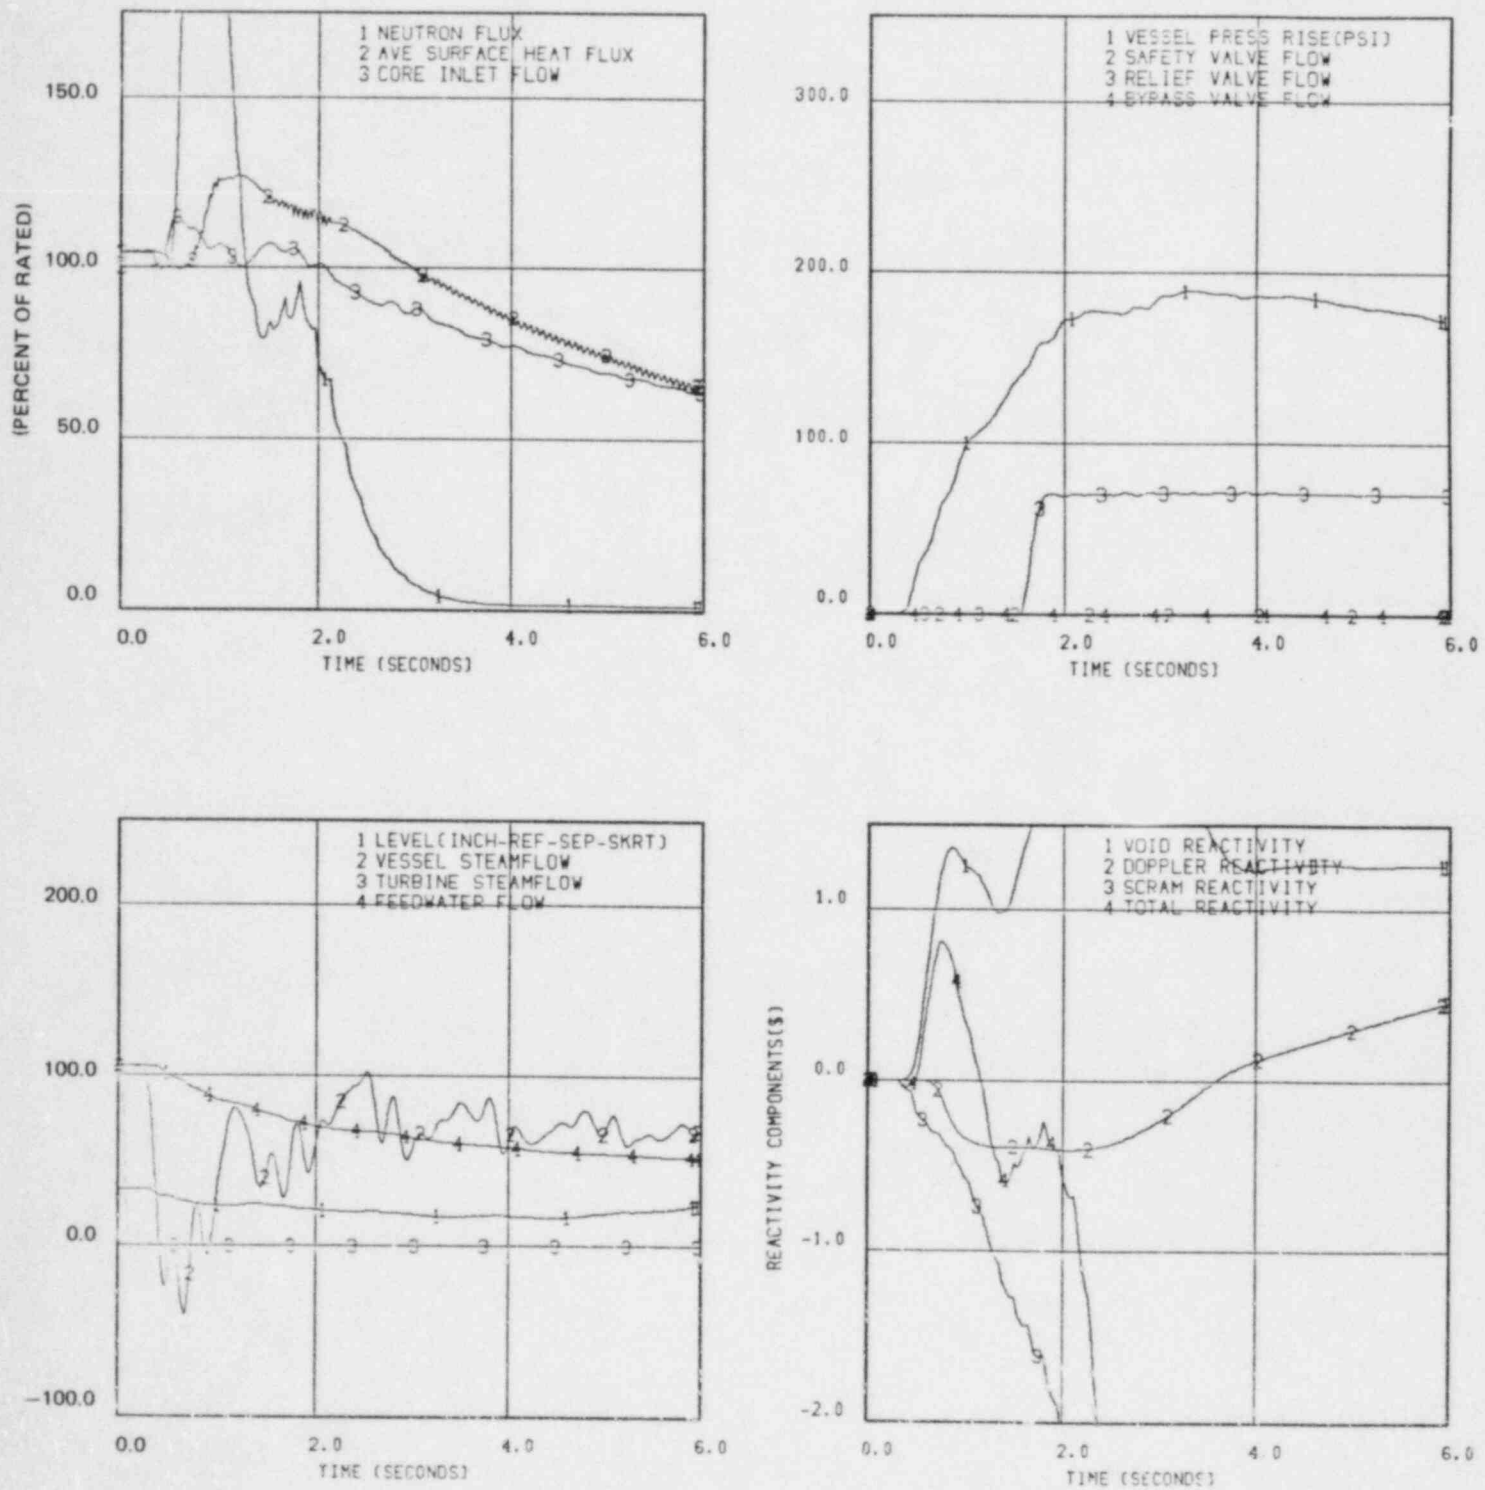 1 NEUTRON FLUX
2 AVE SURFACE HEAT FLUX
3 CORE INLET FLOW
150.0
100.0
50.0
0.0
(PERCENT OF RATED)
0.0 2.0 4.0 6.0
TIME (SECONDS)
1 VESSEL PRESS RISE(PSI)
2 SAFETY VALVE FLOW
3 RELIEF VALVE FLOW
4 BYPASS VALVE FLOW
300.0
200.0
100.0
0.0
0.0 2.0 4.0 6.0
TIME (SECONDS)
1 LEVEL(INCH-REF-SEP-SKRT)
2 VESSEL STEAMFLOW
3 TURBINE STEAMFLOW
4 FEEDWATER FLOW
200.0
100.0
0.0
-100.0
0.0 2.0 4.0 6.0
TIME (SECONDS)
1 VOID REACTIVITY
2 DOPPLER REACTIVITY
3 SCRAM REACTIVITY
4 TOTAL REACTIVITY
1.0
0.0
-1.0
-2.0
REACTIVITY COMPONENTS($)
0.0 2.0 4.0 6.0
TIME (SECONDS)